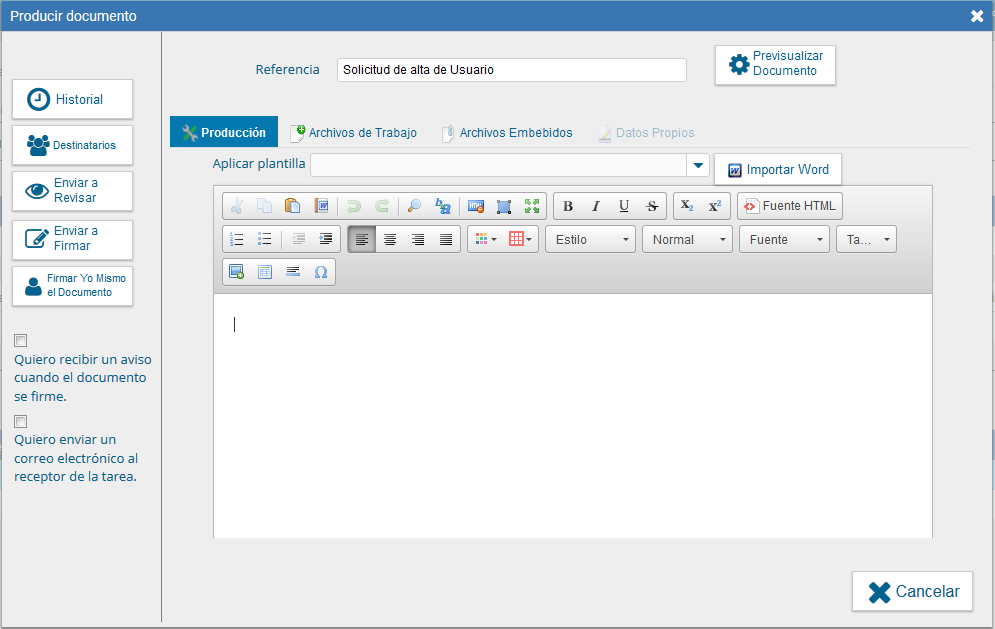 Producir documento
Referencia
Solicitud de alta de Usuario
Previsualizar
Documento
Historial
Destinatarios
Enviar a
Revisar
Enviar a
Firmar
Firmar Yo Mismo
el Documento
Quiero recibir un aviso
cuando el documento
se firme.
Quiero enviar un
correo electrónico al
receptor de la tarea.
Producción
Archivos de Trabajo
Archivos Embebidos
Datos Propios
Aplicar plantilla
Importar Word
B I U S X₂ X²
Fuente HTML
Estilo
Normal
Fuente
Ta...
Ω
Cancelar